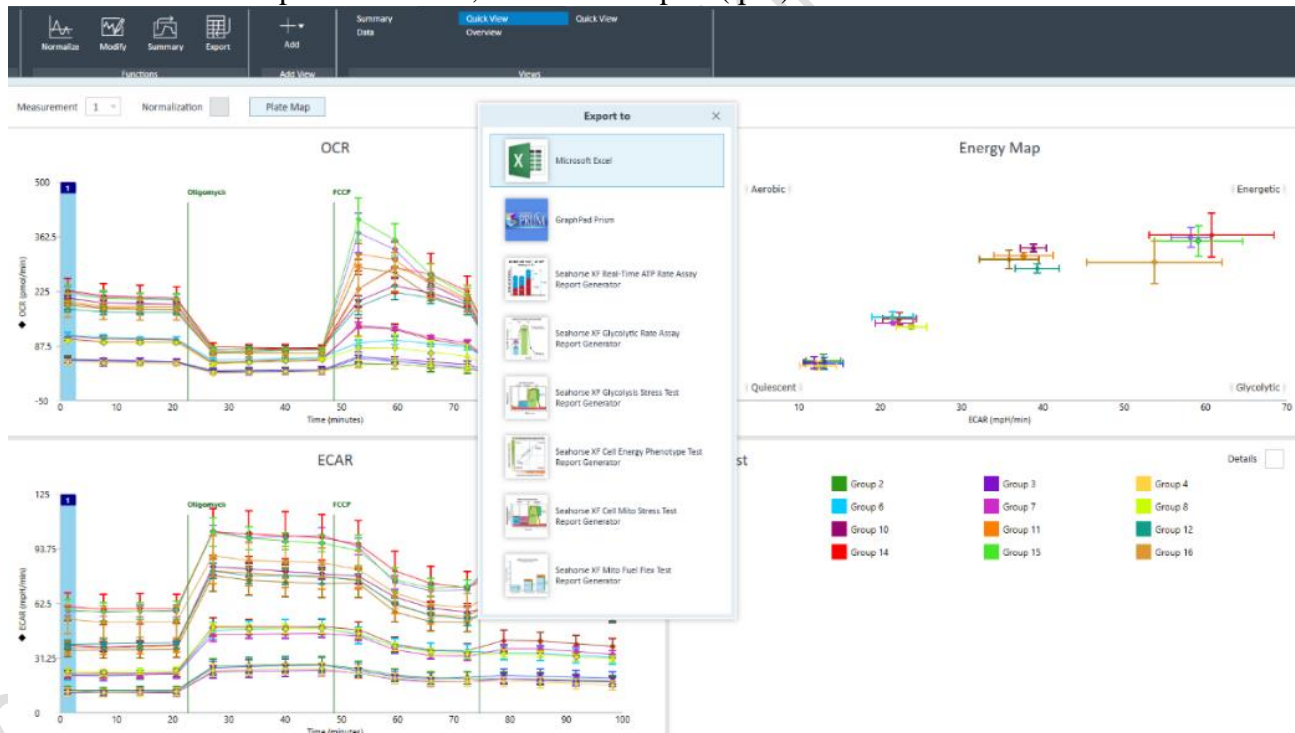 Summary
Quick View
Quick View
Data
Overview
Normalize
Modify
Summary
Export
Add
Functions
Add View
Views
Measurement
1
Normalization
Plate Map
Export to
Microsoft Excel
GraphPad Prism
Seahorse XF Real-Time ATP Rate Assay
Report Generator
Seahorse XF Glycolytic Rate Assay
Report Generator
Seahorse XF Glycolysis Stress Test
Report Generator
Seahorse XF Cell Energy Phenotype Test
Report Generator
Seahorse XF Cell Mito Stress Test
Report Generator
Seahorse XF Mito Fuel Flex Test
Report Generator
OCR
1
Oligomycin
FCCP
500
362.5
225
87.5
-50
OCR (pmol/min)
0 10 20 30 40 50 60 70
Time (minutes)
Energy Map
Aerobic
Energetic
Quiescent
Glycolytic
10 20 30 40 50 60 70
ECAR (mpH/min)
ECAR
1
Oligomycin
FCCP
125
93.75
62.5
31.25
0
ECAR (mpH/min)
0 10 20 30 40 50 60 70 80 90 100
Time (minutes)
st
Details
Group 2 Group 3 Group 4
Group 6 Group 7 Group 8
Group 10 Group 11 Group 12
Group 14 Group 15 Group 16